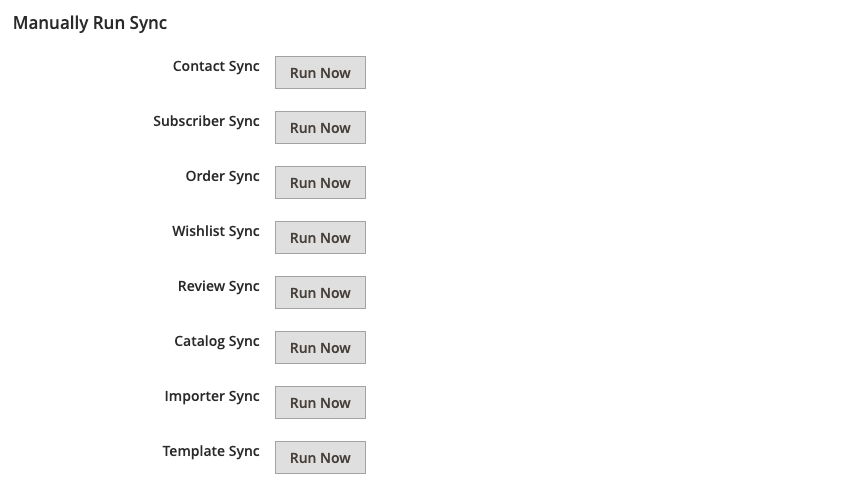 Manually Run Sync
Contact Sync Run Now
Subscriber Sync Run Now
Order Sync Run Now
Wishlist Sync Run Now
Review Sync Run Now
Catalog Sync Run Now
Importer Sync Run Now
Template Sync Run Now